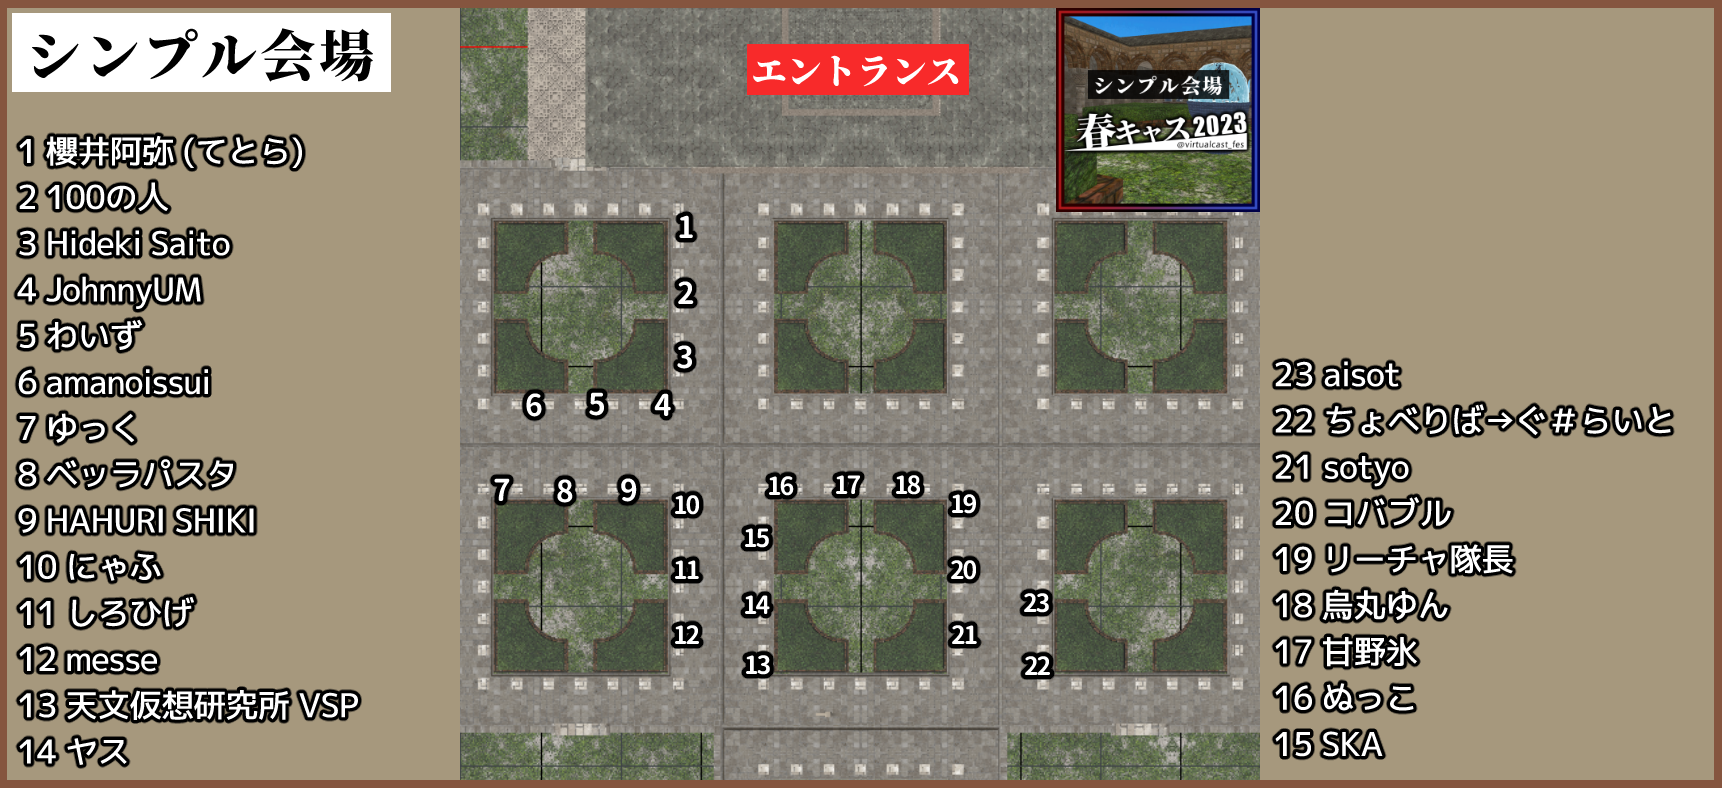 シンプル会場
1 櫻井阿弥 (てとら)
2 100の人
3 Hideki Saito
4 JohnnyUM
5 わいず
6 amanoissui
7 ゆっく
8 ベッラパスタ
9 HAHURI SHIKI
10 にゃふ
11 しろひげ
12 messe
13 天文仮想研究所 VSP
14 ヤス
エントランス
シンプル会場
春キャス2023
@virtualcast_fes
1
2
3
6 5 4
7 8 9
10
11
12
16 17 18
19
15
20
14
21
13
23
22
23 aisot
22 ちょべりば→ぐ#らいと
21 sotyo
20 コバブル
19 リーチャ隊長
18 烏丸ゆん
17 甘野氷
16 ぬっこ
15 SKA